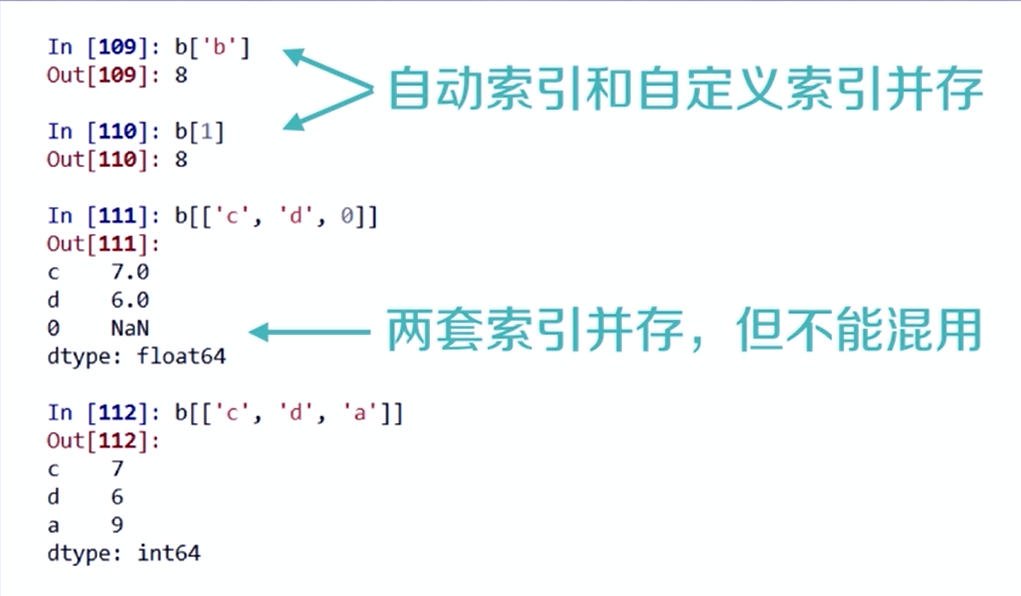 In [109]: b['b']
Out[109]: 8
自动索引和自定义索引并存
In [110]: b[1]
Out[110]: 8
In [111]: b[['c', 'd', 0]]
Out[111]:
c    7.0
d    6.0
0    NaN
两套索引并存，但不能混用
dtype: float64
In [112]: b[['c', 'd', 'a']]
Out[112]:
c    7
d    6
a    9
dtype: int64